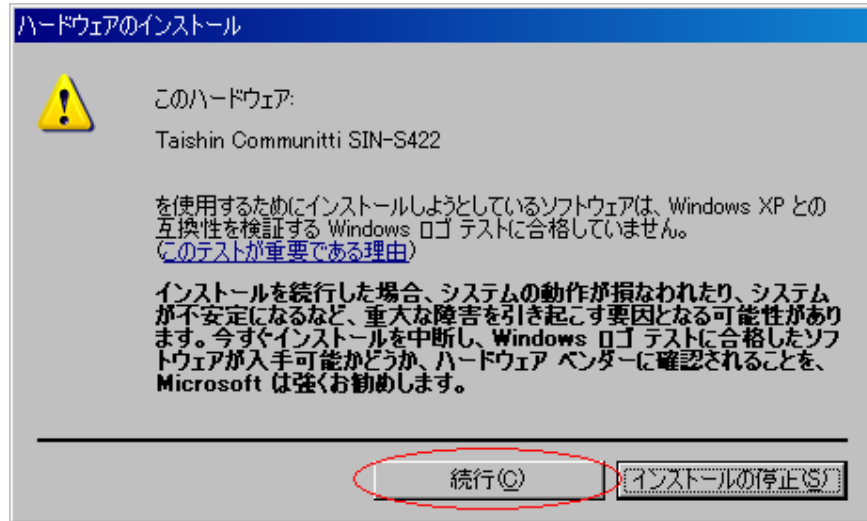 ハードウェアのインストール
このハードウェア:
Taishin Communitti SIN-S422
を使用するためにインストールしようとしているソフトウェアは、Windows XP との
互換性を検証する Windows ロゴ テストに合格していません。
(このテストが重要である理由)
インストールを続行した場合、システムの動作が損なわれたり、システム
が不安定になるなど、重大な障害を引き起こす要因となる可能性があり
ます。今すぐインストールを中断し、Windows ロゴ テストに合格したソフ
トウェアが入手可能かどうか、ハードウェア ベンダーに確認されることを、
Microsoft は強くお勧めします。
続行(C) インストールの停止(S)